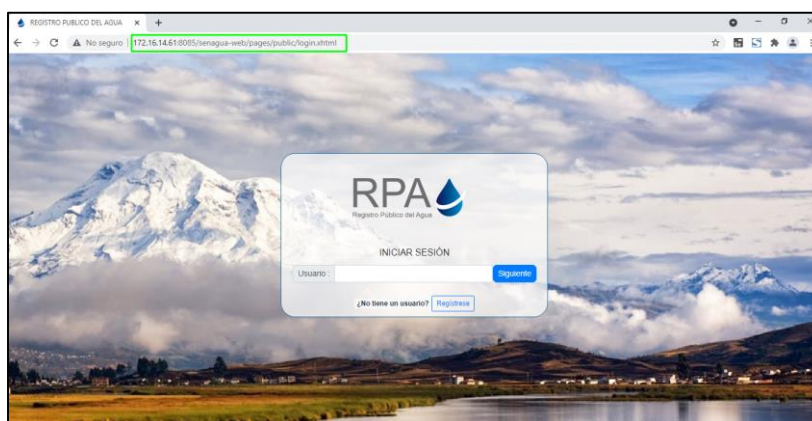 REGISTRO PUBLICO DEL AGUA
No seguro 172.16.14.61:8085/senagua-web/pages/public/login.xhtml
RPA
Registro Público del Agua
INICIAR SESIÓN
Usuario :
Siguiente
¿No tiene un usuario? Regístrese